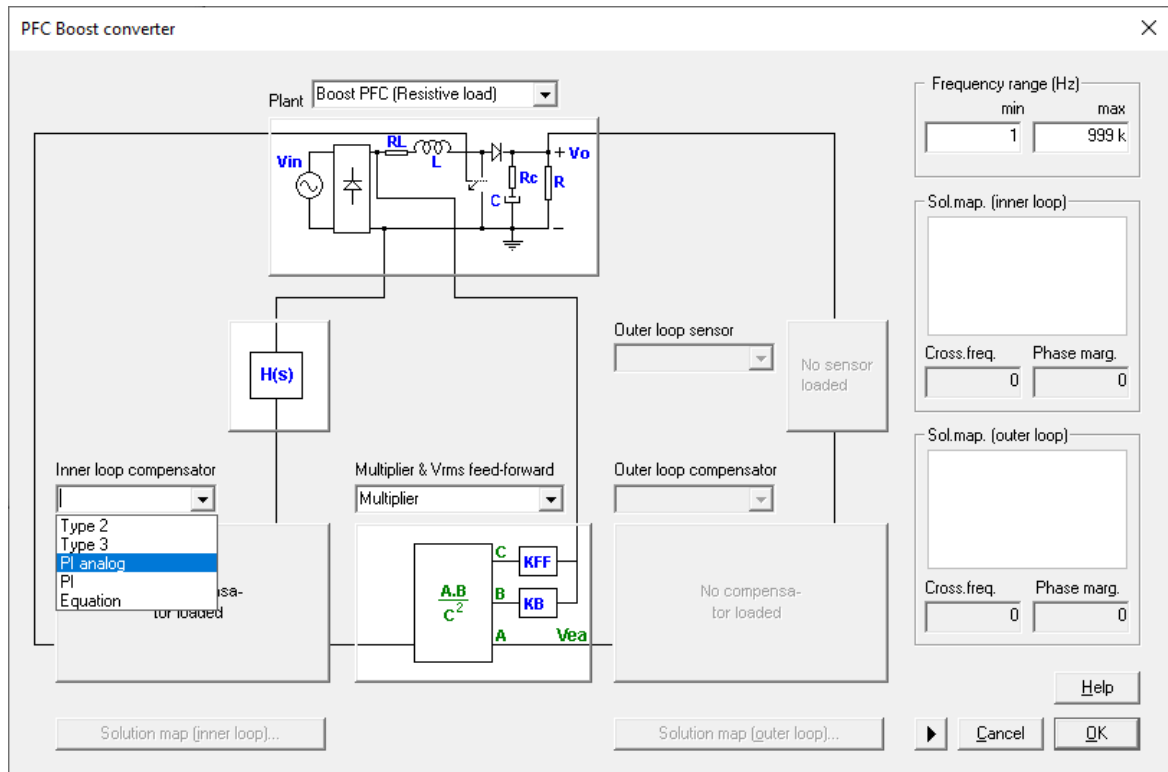 PFC Boost converter
Plant
Boost PFC (Resistive load)
RL
L
Vin
+ Vo
Rc
R
C
−
H(s)
Inner loop compensator
Type 2
Type 3
PI analog
PI
Equation
nsa-
tor loaded
Multiplier & Vrms feed-forward
Multiplier
A.B
C2
C
KFF
B
KB
A
Vea
Outer loop sensor
No sensor
loaded
Outer loop compensator
No compensa-
tor loaded
Solution map (inner loop)...
Solution map (outer loop)...
Frequency range (Hz)
min
max
1
999 k
Sol.map. (inner loop)
Cross.freq.
Phase marg.
0
0
Sol.map. (outer loop)
Cross.freq.
Phase marg.
0
0
Help
Cancel
OK